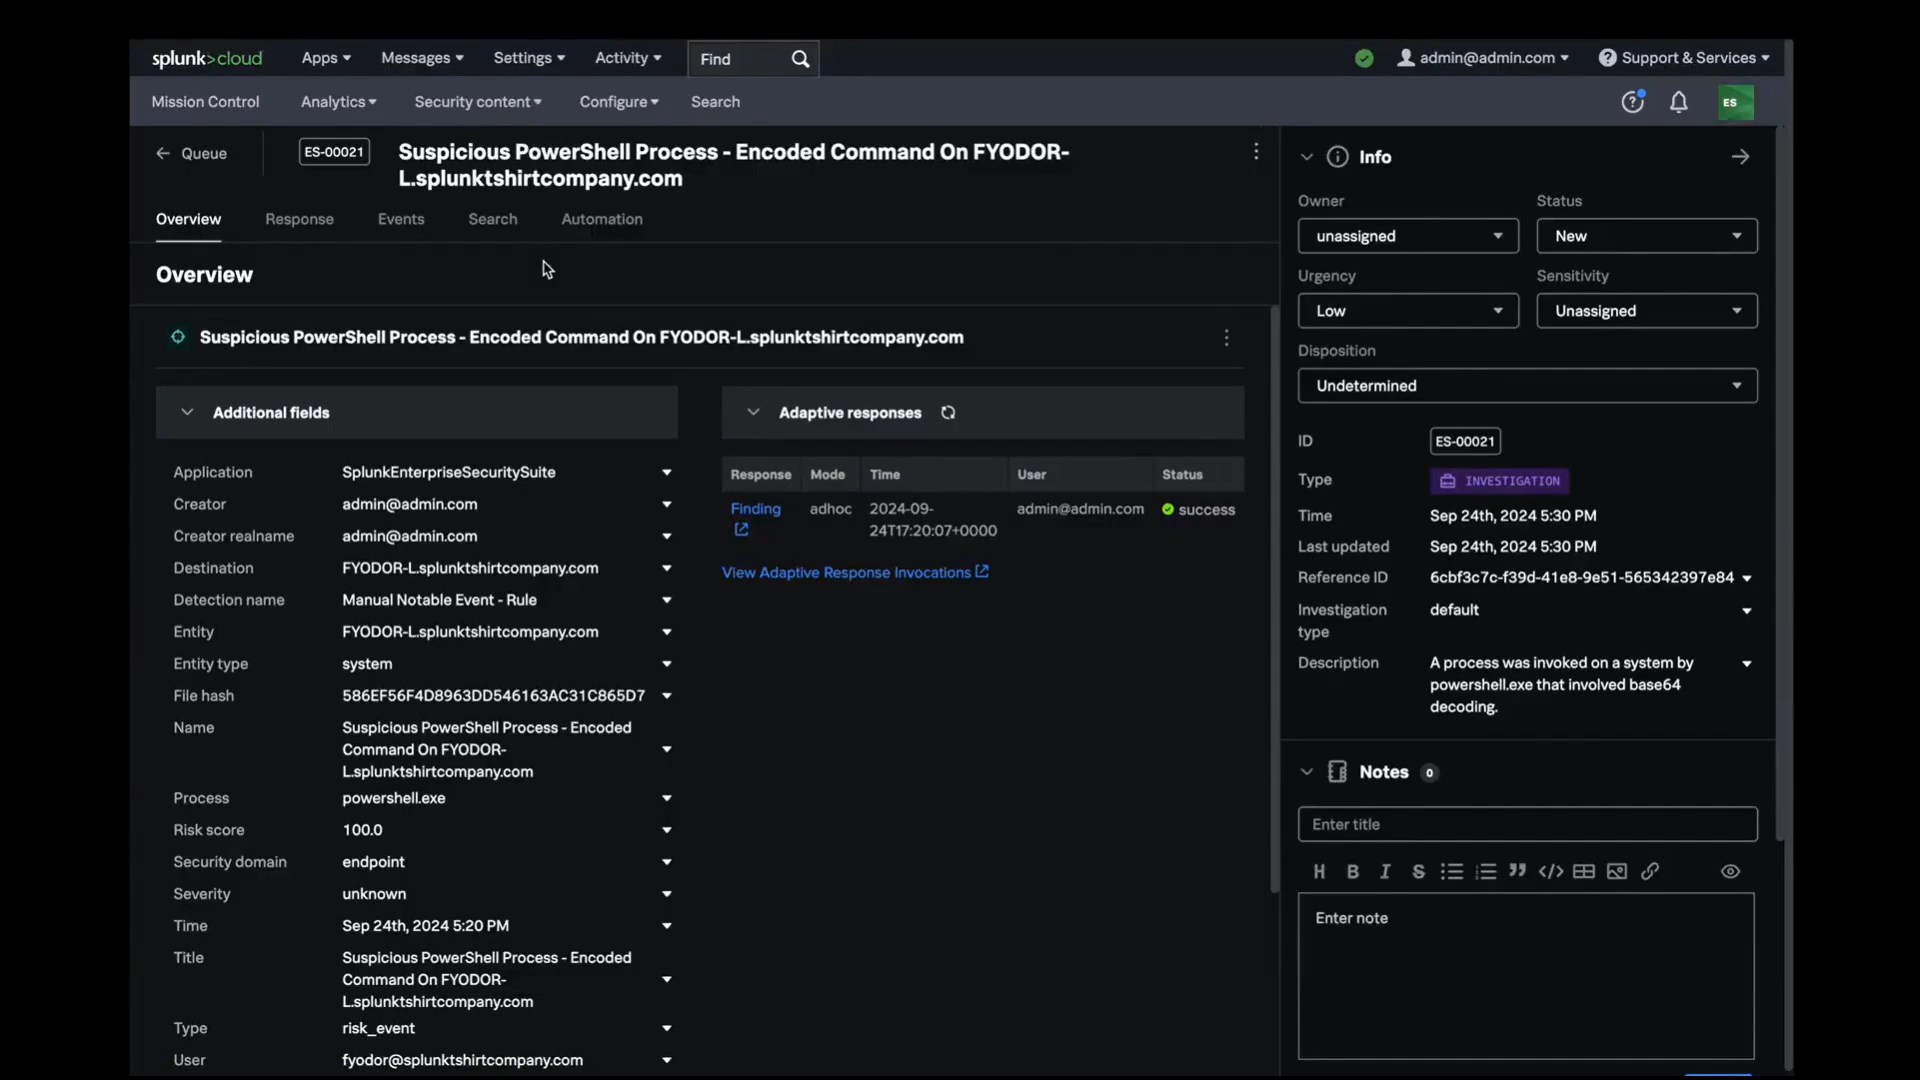 splunk>cloud Apps Messages Settings Activity Find admin@admin.com Support & Services
Mission Control Analytics Security content Configure Search ES
Queue
ES-00021
Suspicious PowerShell Process - Encoded Command On FYODOR-
L.splunktshirtcompany.com
Overview Response Events Search Automation
Overview
Suspicious PowerShell Process - Encoded Command On FYODOR-L.splunktshirtcompany.com
Additional fields
Application SplunkEnterpriseSecuritySuite
Creator admin@admin.com
Creator realname admin@admin.com
Destination FYODOR-L.splunktshirtcompany.com
Detection name Manual Notable Event - Rule
Entity FYODOR-L.splunktshirtcompany.com
Entity type system
File hash 586EF56F4D8963DD546163AC31C865D7
Name Suspicious PowerShell Process - Encoded
Command On FYODOR-
L.splunktshirtcompany.com
Process powershell.exe
Risk score 100.0
Security domain endpoint
Severity unknown
Time Sep 24th, 2024 5:20 PM
Title Suspicious PowerShell Process - Encoded
Command On FYODOR-
L.splunktshirtcompany.com
Type risk_event
User fyodor@splunktshirtcompany.com
Adaptive responses
Response Mode Time User Status
Finding adhoc 2024-09- admin@admin.com success
24T17:20:07+0000
View Adaptive Response Invocations
Info
Owner Status
unassigned New
Urgency Sensitivity
Low Unassigned
Disposition
Undetermined
ID ES-00021
Type INVESTIGATION
Time Sep 24th, 2024 5:30 PM
Last updated Sep 24th, 2024 5:30 PM
Reference ID 6cbf3c7c-f39d-41e8-9e51-565342397e84
Investigation default
type
Description A process was invoked on a system by
powershell.exe that involved base64
decoding.
Notes 0
Enter title
H B I S
Enter note